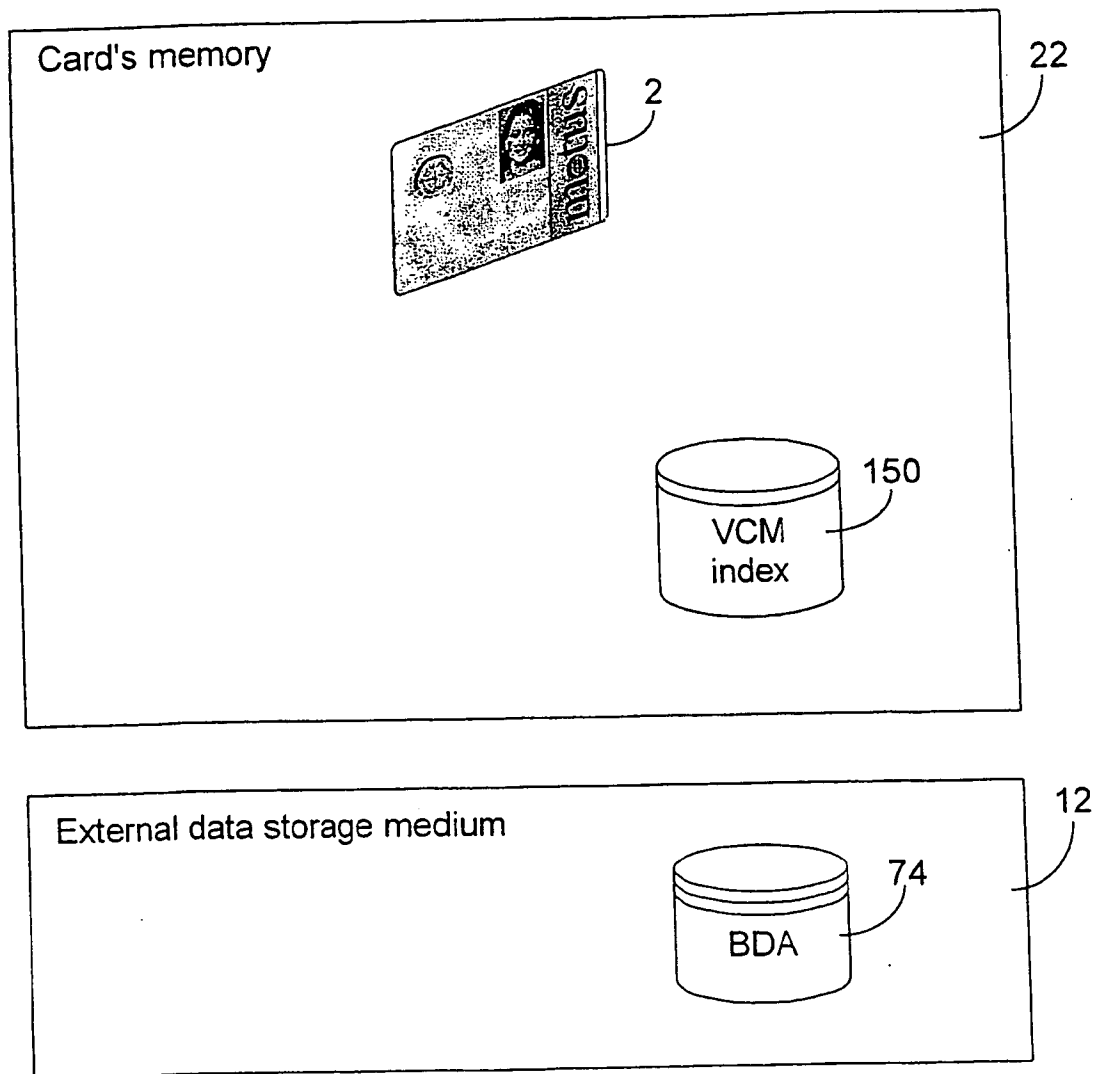 Card's memory
22
2
150
VCM
index
External data storage medium
12
74
BDA